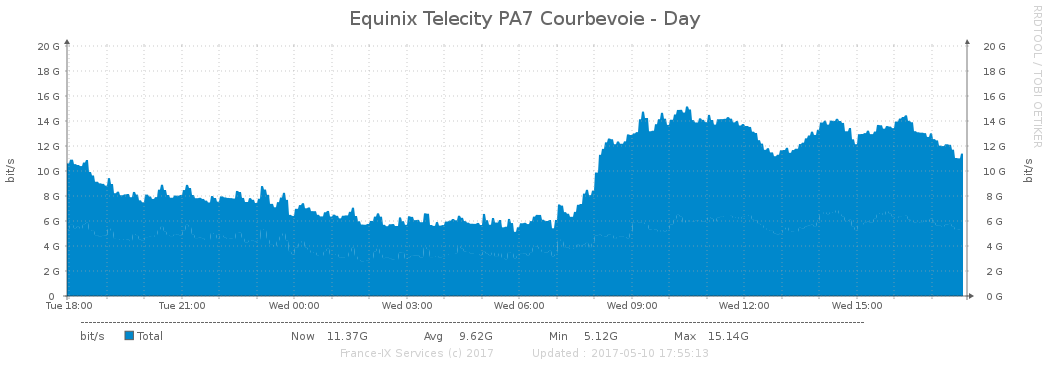 Equinix Telecity PA7 Courbevoie - Day
RRDTOOL / TOBI OETIKER
bit/s
20 G 20 G
18 G 18 G
16 G 16 G
14 G 14 G
12 G 12 G
10 G 10 G
8 G 8 G
6 G 6 G
4 G 4 G
2 G 2 G
0 0 G
bit/s
Tue 18:00 Tue 21:00 Wed 00:00 Wed 03:00 Wed 06:00 Wed 09:00 Wed 12:00 Wed 15:00
bit/s Total Now 11.37G Avg 9.62G Min 5.12G Max 15.14G
France-IX Services (c) 2017 Updated : 2017-05-10 17:55:13